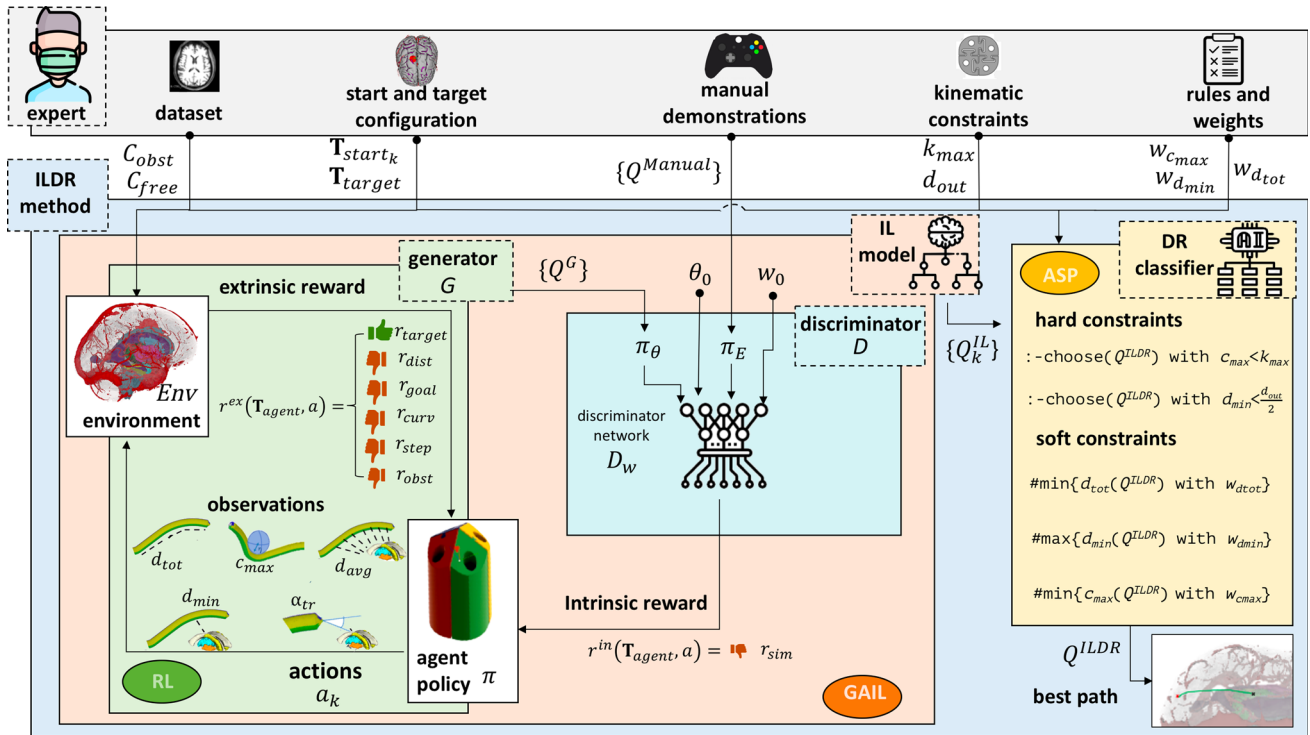 expert
dataset
start and target
configuration
manual
demonstrations
kinematic
constraints
rules and
weights
C_obst
C_free
T_start_k
T_target
{Q^Manual}
k_max
d_out
w_c_max
w_d_min
w_d_tot
ILDR
method
IL
model
DR
classifier
ASP
generator
G
{Q^G}
θ_0
w_0
extrinsic reward
discriminator
D
{Q_k^IL}
π_θ
π_E
hard constraints
:-choose(Q^ILDR) with c_max<k_max
:-choose(Q^ILDR) with d_min<d_out/2
soft constraints
#min{d_tot(Q^ILDR) with w_dtot}
#max{d_min(Q^ILDR) with w_dmin}
#min{c_max(Q^ILDR) with w_cmax}
Env
environment
r^ex(T_agent, a) =
r_target
r_dist
r_goal
r_curv
r_step
r_obst
discriminator
network
D_w
observations
d_tot
c_max
d_avg
d_min
α_tr
actions
a_k
RL
agent
policy π
Intrinsic reward
r^in(T_agent, a) = r_sim
GAIL
Q^ILDR
best path